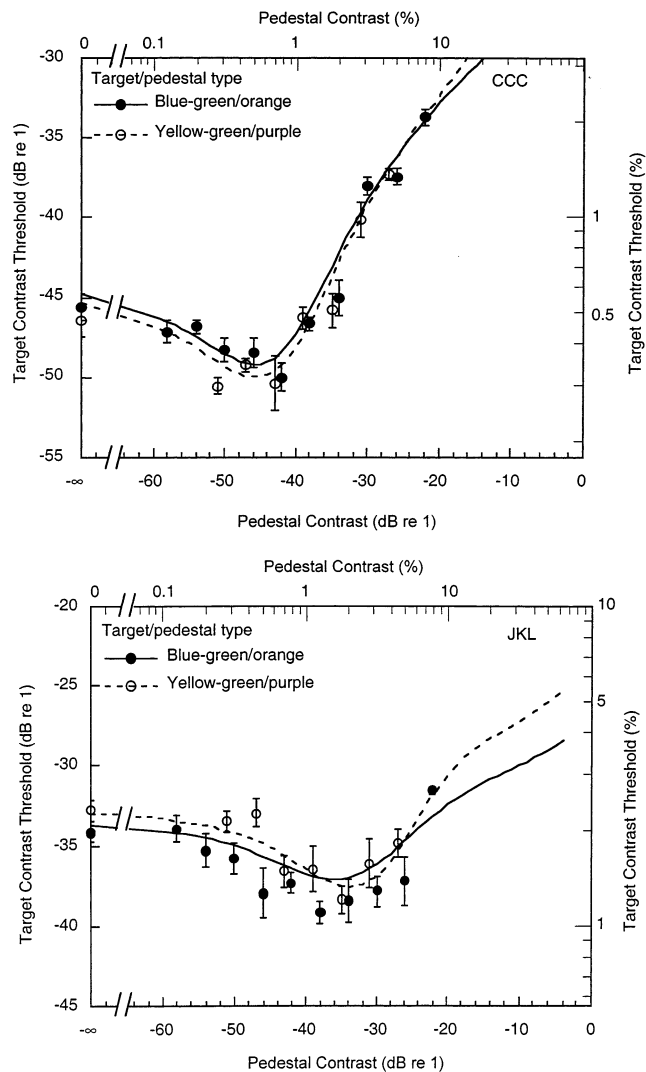 Pedestal Contrast (%)
0 0.1 1 10
-30
Target/pedestal type
CCC
Blue-green/orange
Yellow-green/purple
-35
-40
-45
-50
-55
1
0.5
Target Contrast Threshold (dB re 1)
Target Contrast Threshold (%)
-∞ -60 -50 -40 -30 -20 -10 0
Pedestal Contrast (dB re 1)
Pedestal Contrast (%)
0 0.1 1 10
-20
10
Target/pedestal type
JKL
Blue-green/orange
Yellow-green/purple
-25
5
-30
-35
-40
1
-45
Target Contrast Threshold (dB re 1)
Target Contrast Threshold (%)
-∞ -60 -50 -40 -30 -20 -10 0
Pedestal Contrast (dB re 1)